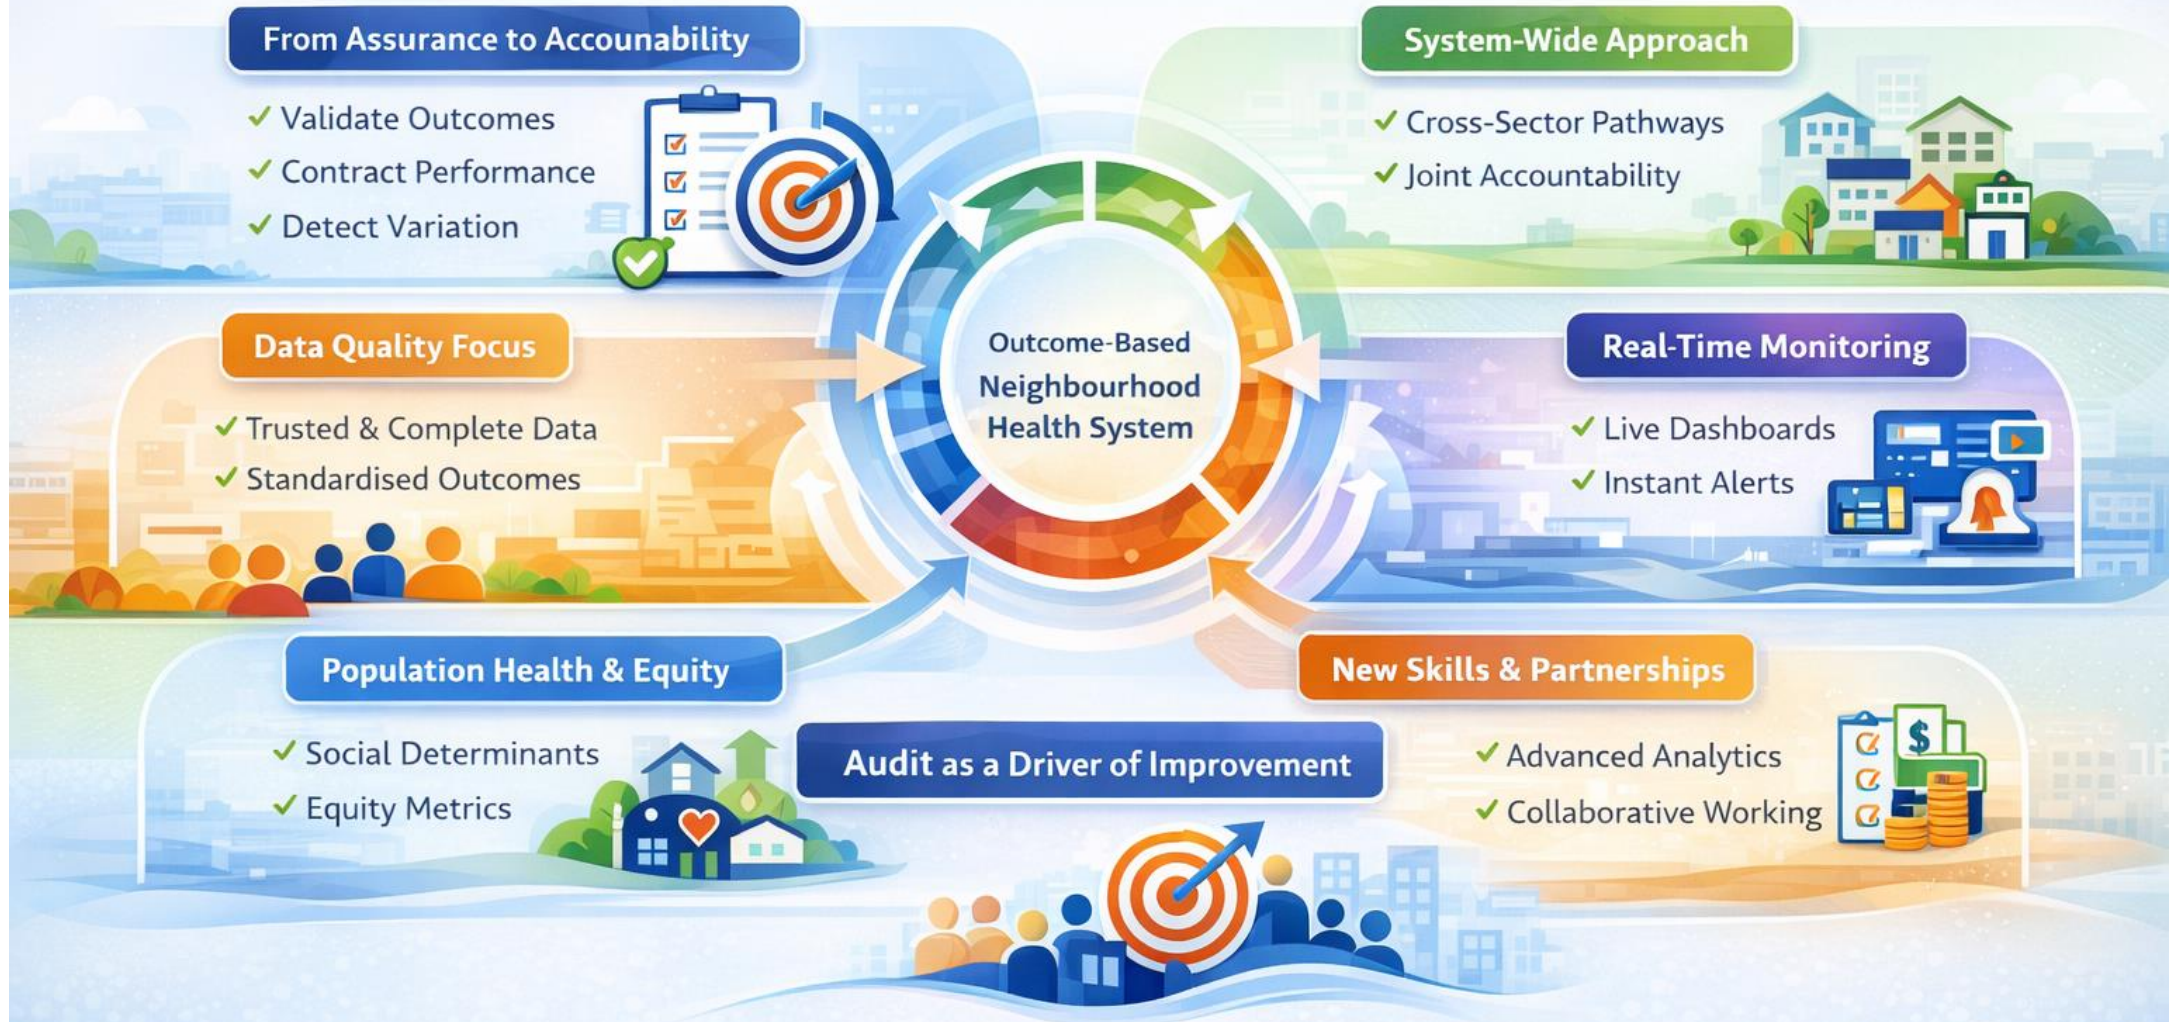 From Assurance to Accounability
Validate Outcomes
Contract Performance
Detect Variation
System-Wide Approach
Cross-Sector Pathways
Joint Accountability
Data Quality Focus
Trusted & Complete Data
Standardised Outcomes
Outcome-Based
Neighbourhood
Health System
Real-Time Monitoring
Live Dashboards
Instant Alerts
Population Health & Equity
Social Determinants
Equity Metrics
Audit as a Driver of Improvement
New Skills & Partnerships
Advanced Analytics
Collaborative Working
$